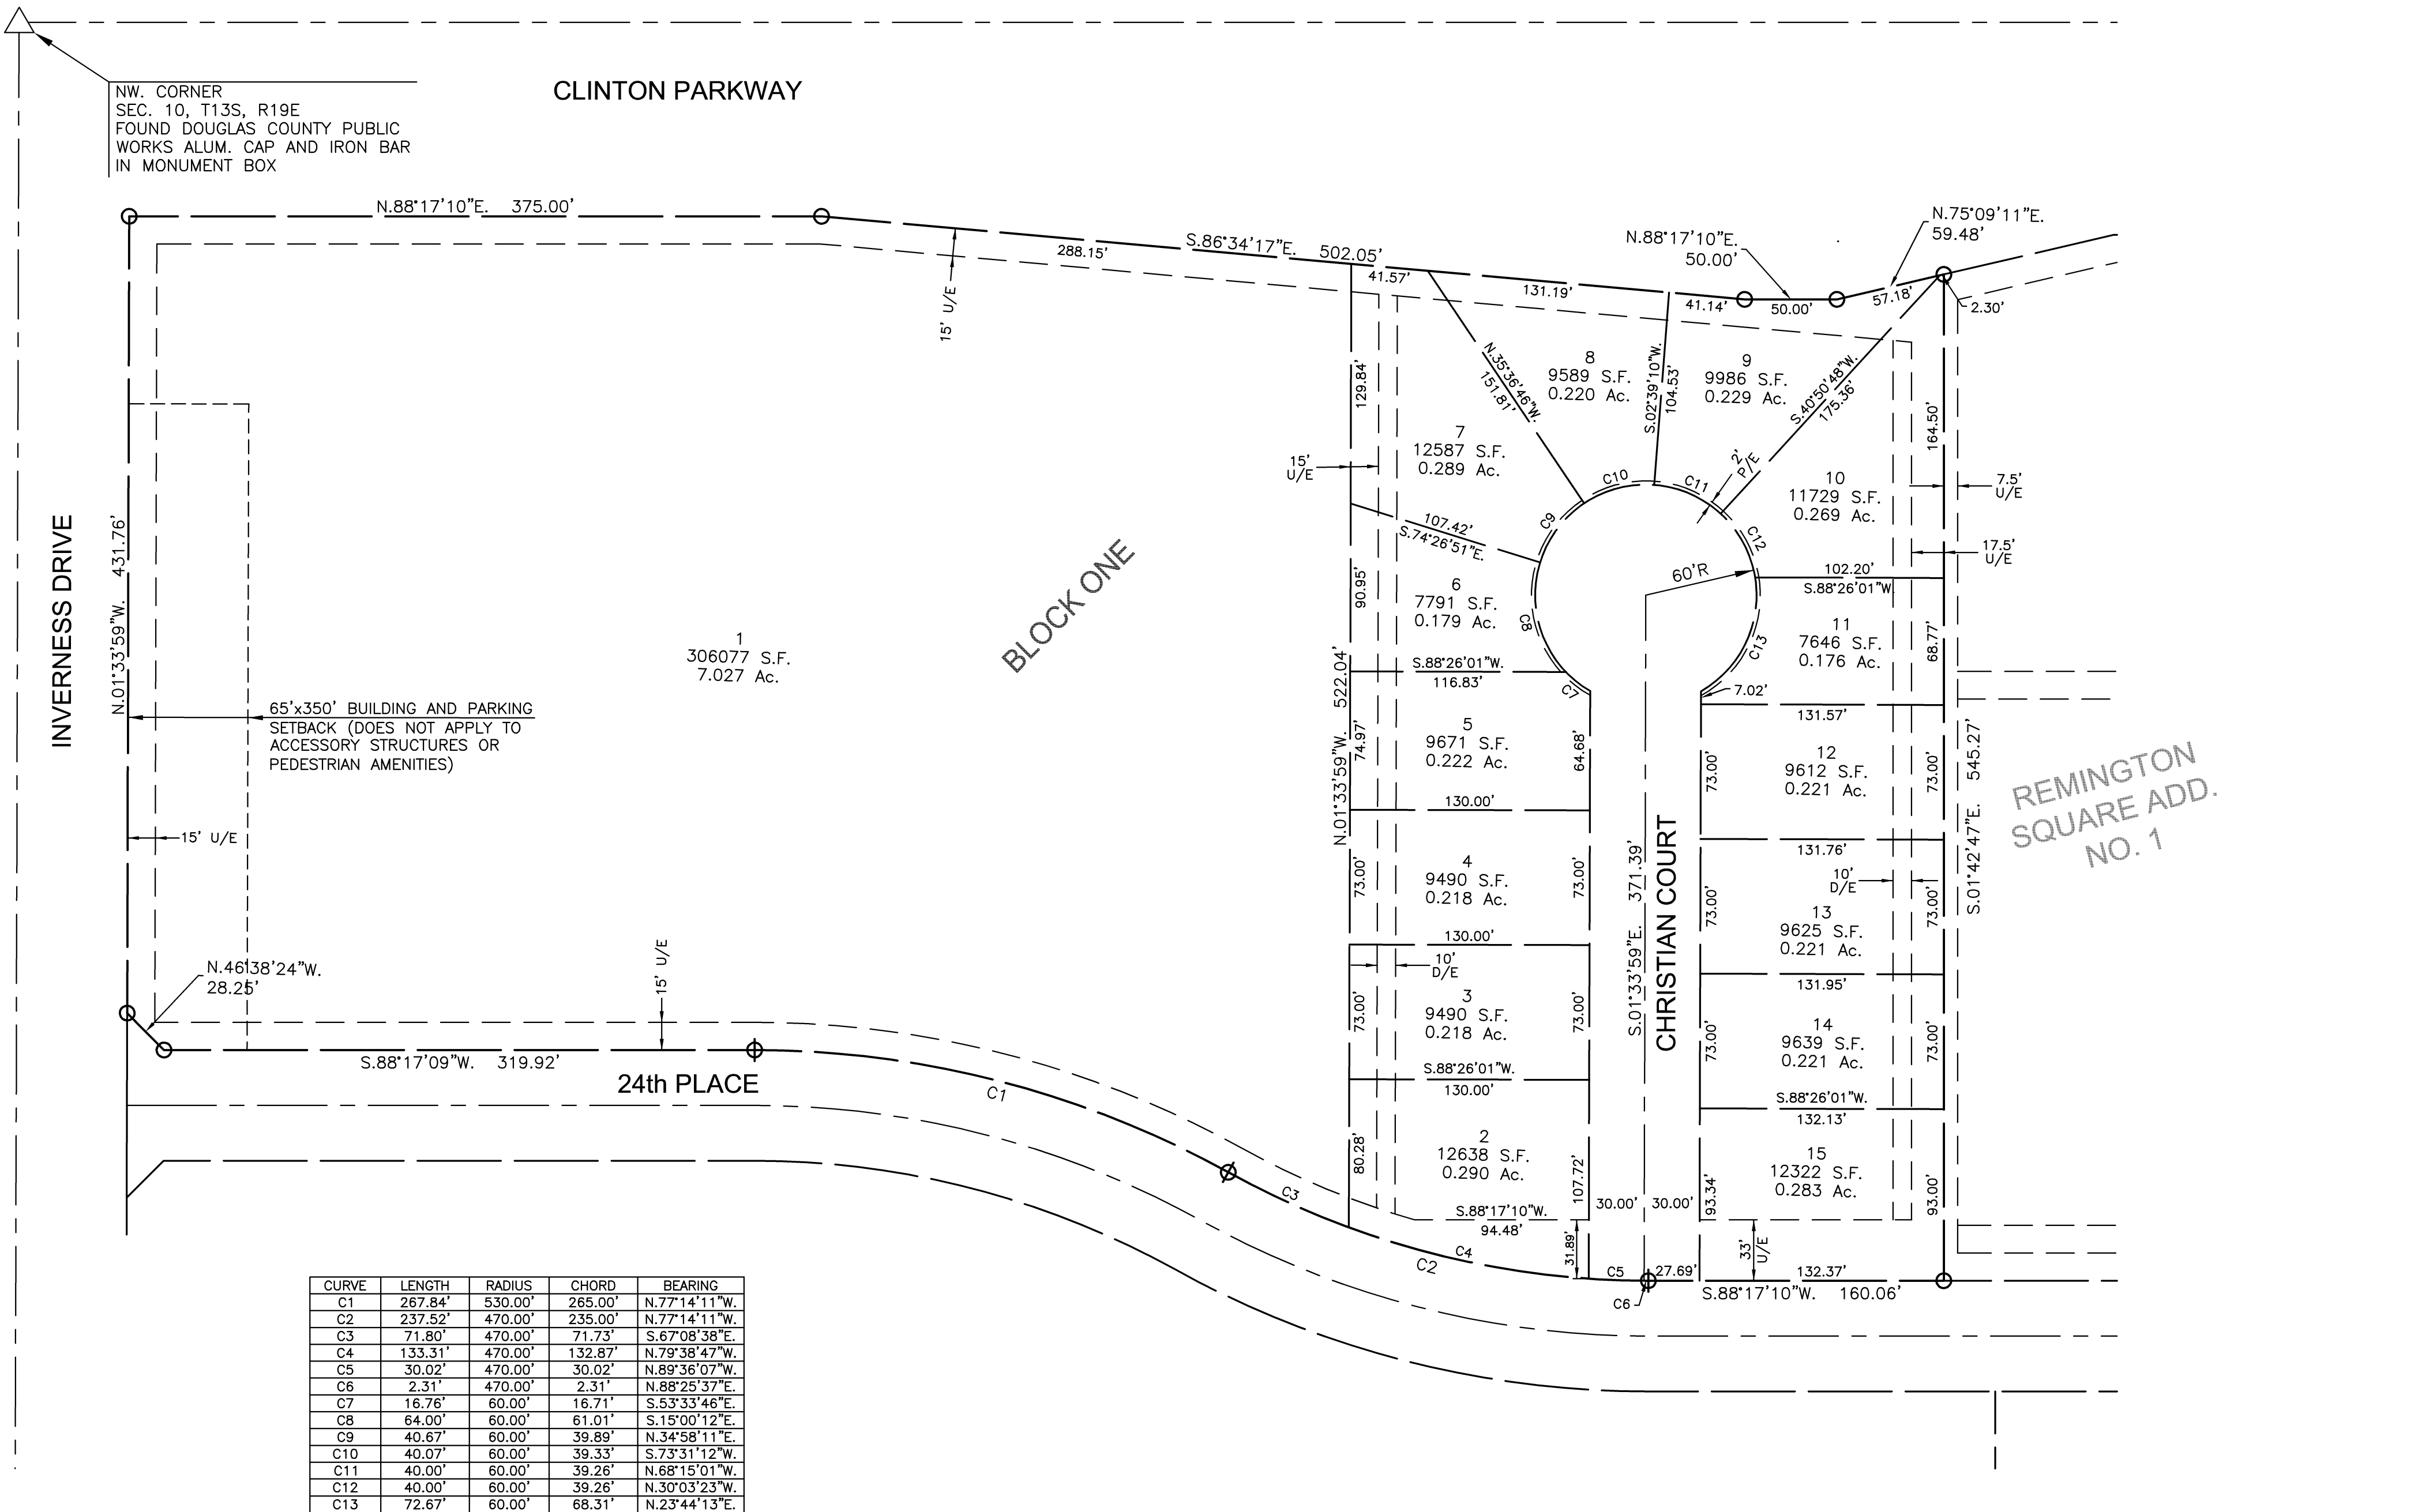 CLINTON PARKWAY
NW. CORNER
SEC. 10, T13S, R19E
FOUND DOUGLAS COUNTY PUBLIC
WORKS ALUM. CAP AND IRON BAR
IN MONUMENT BOX
N.88°17'10"E. 375.00'
S.86°34'17"E. 502.05'
288.15'
41.57'
131.19'
41.14'
N.88°17'10"E.
50.00'
50.00'
N.75°09'11"E.
59.48'
57.18'
2.30'
15' U/E
INVERNESS DRIVE
N.01°33'59"W. 431.76'
65'x350' BUILDING AND PARKING
SETBACK (DOES NOT APPLY TO
ACCESSORY STRUCTURES OR
PEDESTRIAN AMENITIES)
15' U/E
N.46°38'24"W.
28.25'
S.88°17'09"W. 319.92'
15' U/E
24th PLACE
1
306077 S.F.
7.027 Ac.
BLOCK ONE
N.01°33'59"W. 522.04'
129.84'
90.95'
74.97'
73.00'
73.00'
80.28'
15'
U/E
7
12587 S.F.
0.289 Ac.
N.35°36'46"W.
151.81'
8
9589 S.F.
0.220 Ac.
S.02°39'10"W.
104.53'
9
9986 S.F.
0.229 Ac.
S.40°50'48"W.
175.36'
2'
P/E
10
11729 S.F.
0.269 Ac.
164.50'
7.5'
U/E
17.5'
U/E
C10
C11
C9
C12
C8
C13
C7
60'R
107.42'
S.74°26'51"E.
6
7791 S.F.
0.179 Ac.
S.88°26'01"W.
116.83'
102.20'
S.88°26'01"W.
11
7646 S.F.
0.176 Ac.
68.77'
7.02'
131.57'
5
9671 S.F.
0.222 Ac.
64.68'
130.00'
12
9612 S.F.
0.221 Ac.
73.00'
73.00'
131.76'
4
9490 S.F.
0.218 Ac.
73.00'
130.00'
10'
D/E
10'
D/E
13
9625 S.F.
0.221 Ac.
73.00'
73.00'
131.95'
3
9490 S.F.
0.218 Ac.
73.00'
S.88°26'01"W.
130.00'
14
9639 S.F.
0.221 Ac.
73.00'
73.00'
S.88°26'01"W.
132.13'
2
12638 S.F.
0.290 Ac.
107.72'
S.88°17'10"W.
94.48'
31.89'
30.00'
30.00'
15
12322 S.F.
0.283 Ac.
93.34'
93.00'
33'
U/E
S.01°33'59"E. 371.39'
CHRISTIAN COURT
S.01°42'47"E. 545.27'
REMINGTON
SQUARE ADD.
NO. 1
C1
C3
C4
C2
C5
27.69'
132.37'
C6
S.88°17'10"W. 160.06'
CURVE LENGTH RADIUS CHORD BEARING
C1 267.84' 530.00' 265.00' N.77°14'11"W.
C2 237.52' 470.00' 235.00' N.77°14'11"W.
C3 71.80' 470.00' 71.73' S.67°08'38"E.
C4 133.31' 470.00' 132.87' N.79°38'47"W.
C5 30.02' 470.00' 30.02' N.89°36'07"W.
C6 2.31' 470.00' 2.31' N.88°25'37"E.
C7 16.76' 60.00' 16.71' S.53°33'46"E.
C8 64.00' 60.00' 61.01' S.15°00'12"E.
C9 40.67' 60.00' 39.89' N.34°58'11"E.
C10 40.07' 60.00' 39.33' S.73°31'12"W.
C11 40.00' 60.00' 39.26' N.68°15'01"W.
C12 40.00' 60.00' 39.26' N.30°03'23"W.
C13 72.67' 60.00' 68.31' N.23°44'13"E.